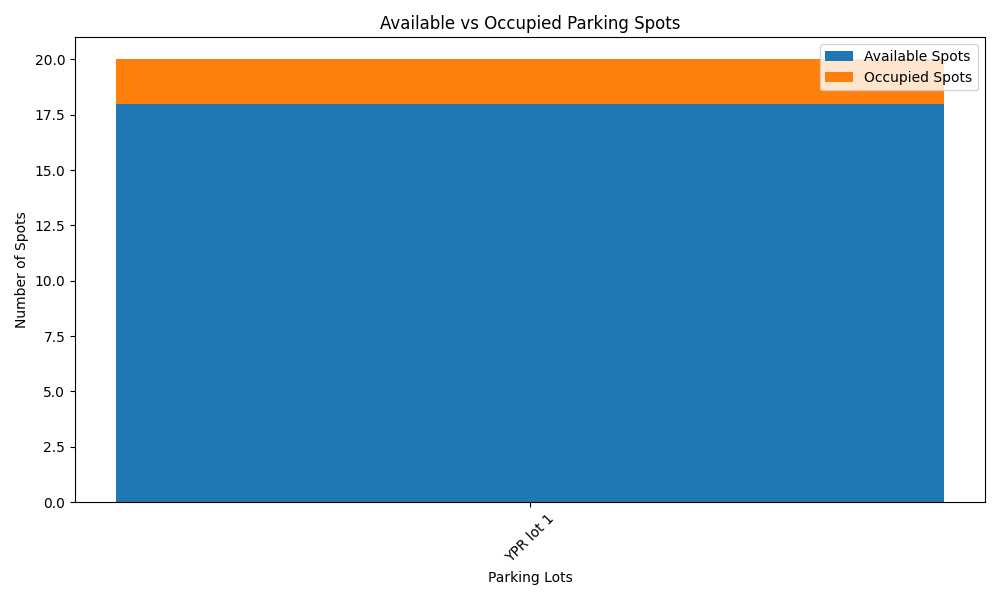 Available vs Occupied Parking Spots
Available Spots
Occupied Spots
20.0
17.5
15.0
12.5
10.0
7.5
5.0
2.5
0.0
Number of Spots
YPR lot 1
Parking Lots